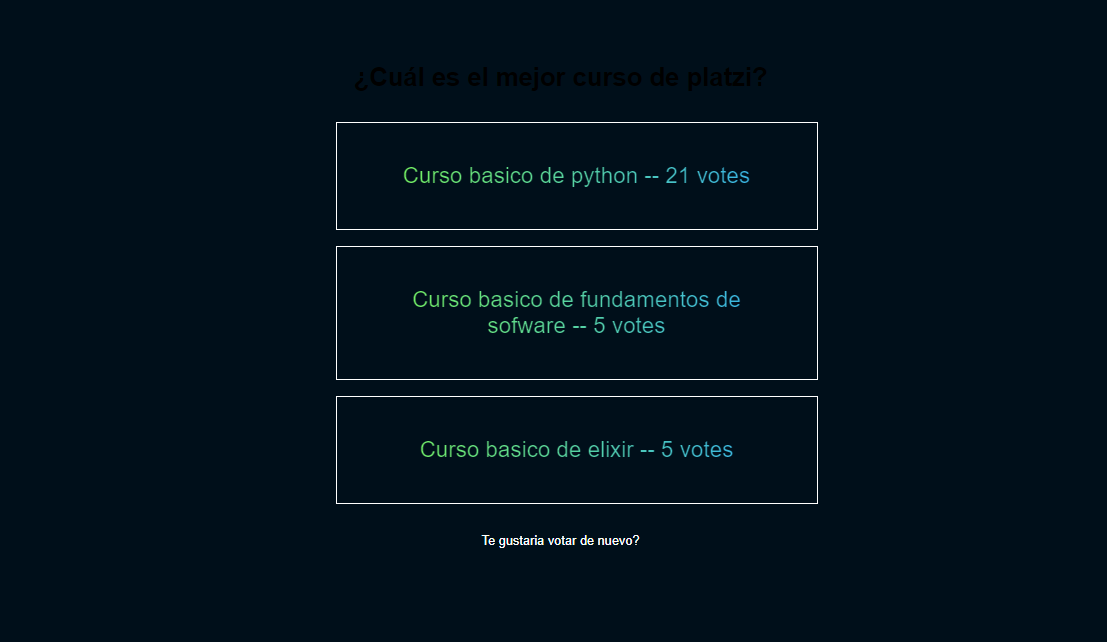 ¿Cuál es el mejor curso de platzi?
Curso basico de python -- 21 votes
Curso basico de fundamentos de
sofware -- 5 votes
Curso basico de elixir -- 5 votes
Te gustaria votar de nuevo?